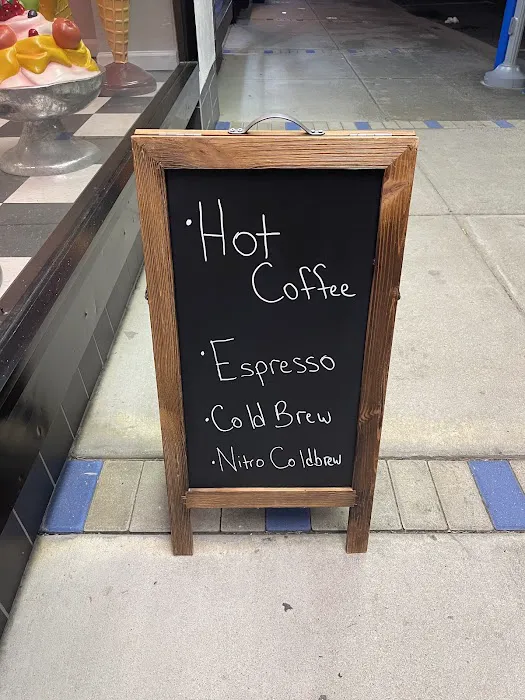 ·Hot
Coffee
·Espresso
·Cold Brew
·Nitro Coldbrew